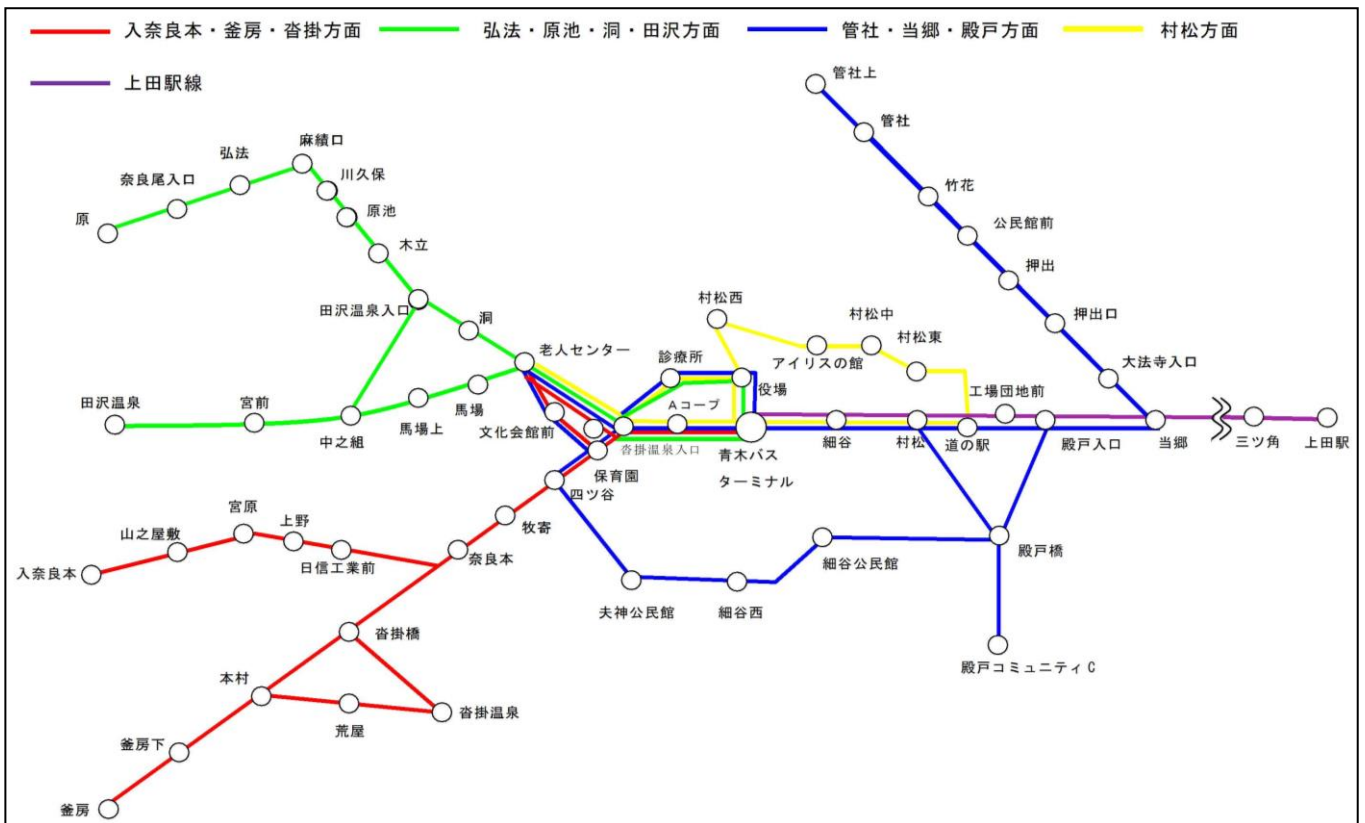 入奈良本・釜房・沓掛方面
弘法・原池・洞・田沢方面
管社・当郷・殿戸方面
村松方面
上田駅線
管社上
管社
竹花
公民館前
押出
押出口
大法寺入口
麻績口
弘法
川久保
奈良尾入口
原池
原
木立
田沢温泉入口
洞
老人センター
村松西
診療所
役場
アイリスの館
村松中
村松東
工場団地前
田沢温泉
宮前
中之組
馬場上
馬場
文化会館前
Aコープ
沓掛温泉入口
保育園
青木バス
ターミナル
細谷
村松
道の駅
殿戸入口
当郷
三ツ角
上田駅
四ツ谷
牧寄
奈良本
宮原
上野
山之屋敷
日信工業前
入奈良本
夫神公民館
細谷西
細谷公民館
殿戸橋
殿戸コミュニティC
沓掛橋
本村
荒屋
沓掛温泉
釜房下
釜房